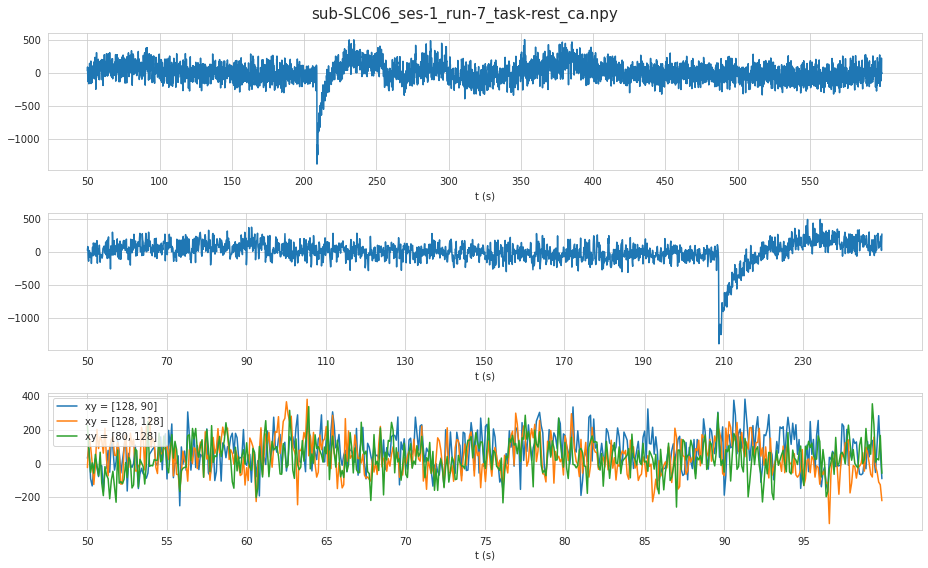 sub-SLC06_ses-1_run-7_task-rest_ca.npy
500
0
−500
−1000
50 100 150 200 250 300 350 400 450 500 550
t (s)
500
0
−500
−1000
50 70 90 110 130 150 170 190 210 230
t (s)
400
200
0
−200
xy = [128, 90]
xy = [128, 128]
xy = [80, 128]
50 55 60 65 70 75 80 85 90 95
t (s)